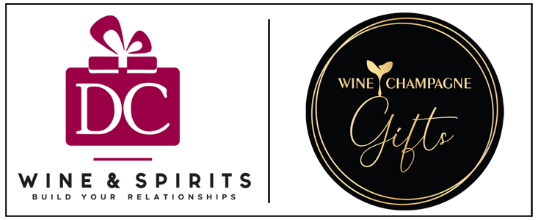 DC
WINE & SPIRITS
BUILD YOUR RELATIONSHIPS
WINE CHAMPAGNE
Gifts